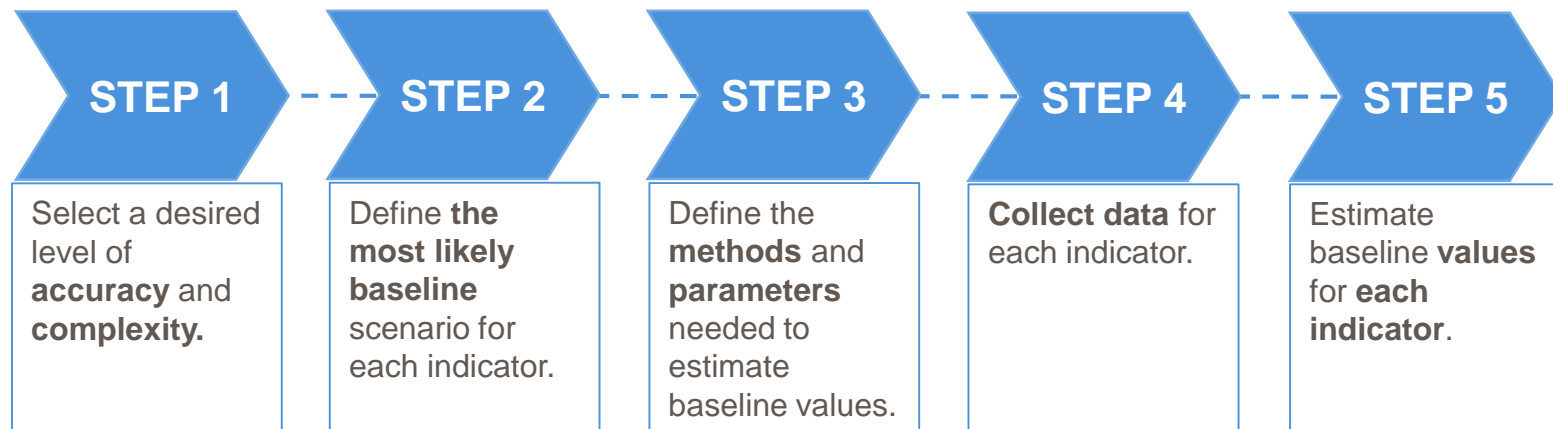 STEP 1
Select a desired
level of
accuracy and
complexity.
STEP 2
Define the
most likely
baseline
scenario for
each indicator.
STEP 3
Define the
methods and
parameters
needed to
estimate
baseline values.
STEP 4
Collect data for
each indicator.
STEP 5
Estimate
baseline values
for each
indicator.